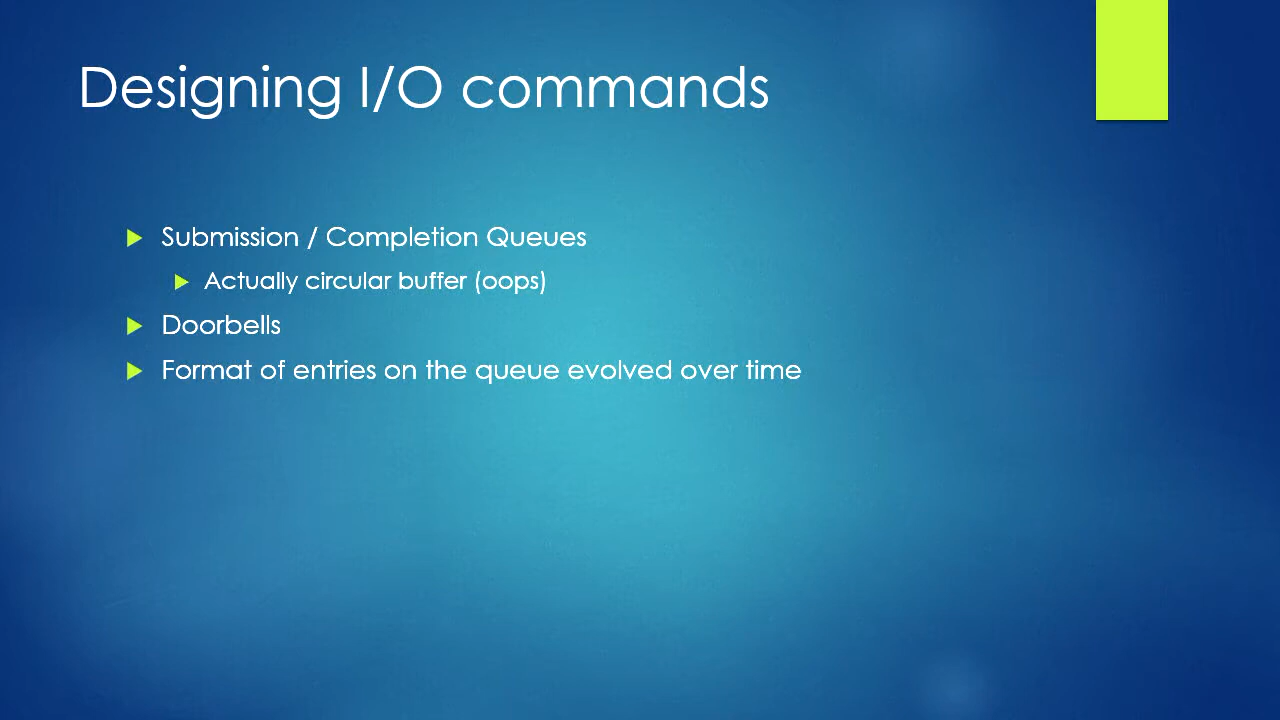 Designing I/O commands
Submission / Completion Queues
Actually circular buffer (oops)
Doorbells
Format of entries on the queue evolved over time